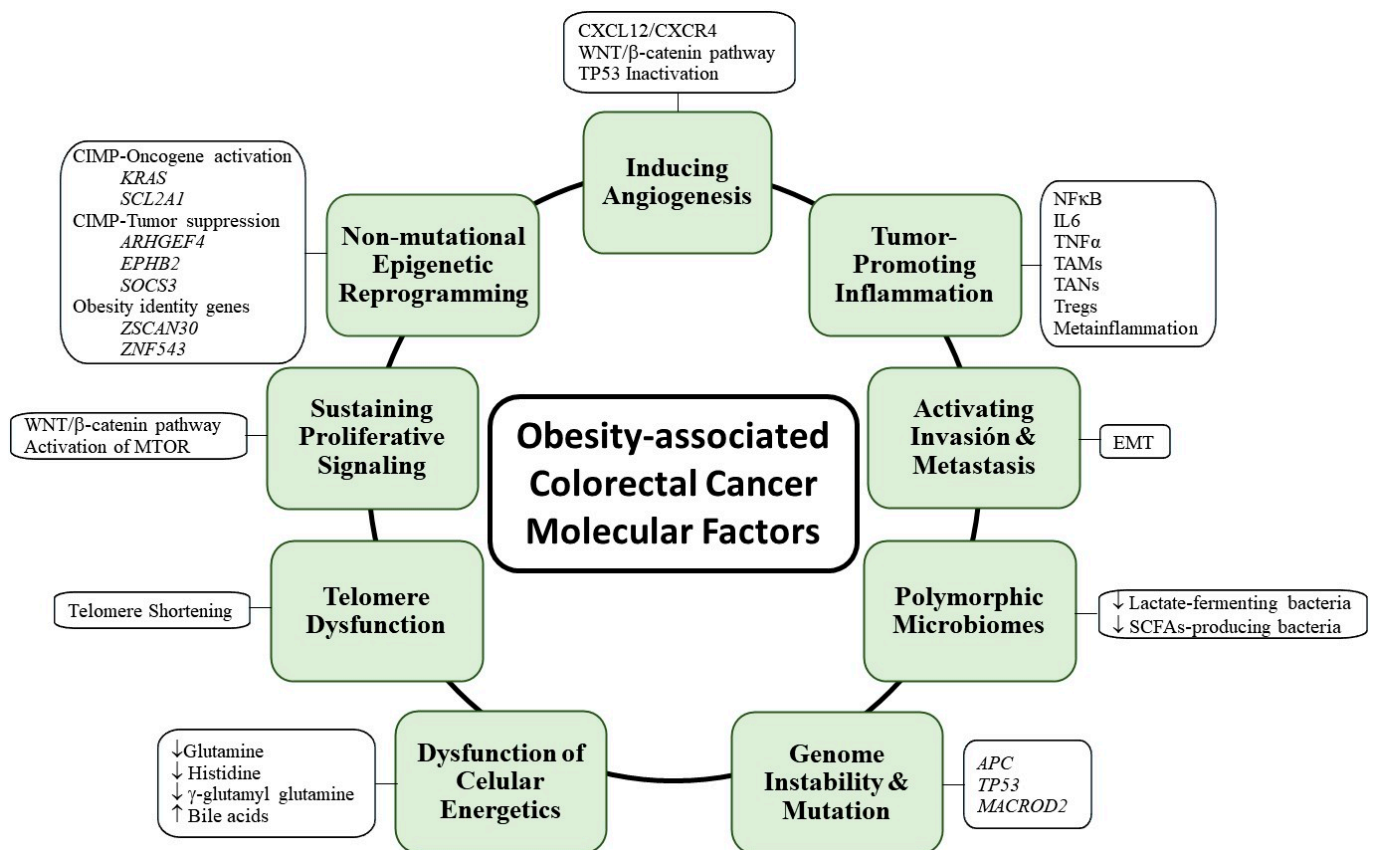 CXCL12/CXCR4
WNT/β-catenin pathway
TP53 Inactivation
Inducing
Angiogenesis
CIMP-Oncogene activation
KRAS
SCL2A1
CIMP-Tumor suppression
ARHGEF4
EPHB2
SOCS3
Obesity identity genes
ZSCAN30
ZNF543
Non-mutational
Epigenetic
Reprogramming
Tumor-
Promoting
Inflammation
NFκB
IL6
TNFα
TAMs
TANs
Tregs
Metainflammation
WNT/β-catenin pathway
Activation of MTOR
Sustaining
Proliferative
Signaling
Obesity-associated
Colorectal Cancer
Molecular Factors
Activating
Invasión &
Metastasis
EMT
Telomere Shortening
Telomere
Dysfunction
Polymorphic
Microbiomes
↓ Lactate-fermenting bacteria
↓ SCFAs-producing bacteria
↓Glutamine
↓ Histidine
↓ γ-glutamyl glutamine
↑ Bile acids
Dysfunction of
Celular
Energetics
Genome
Instability &
Mutation
APC
TP53
MACROD2